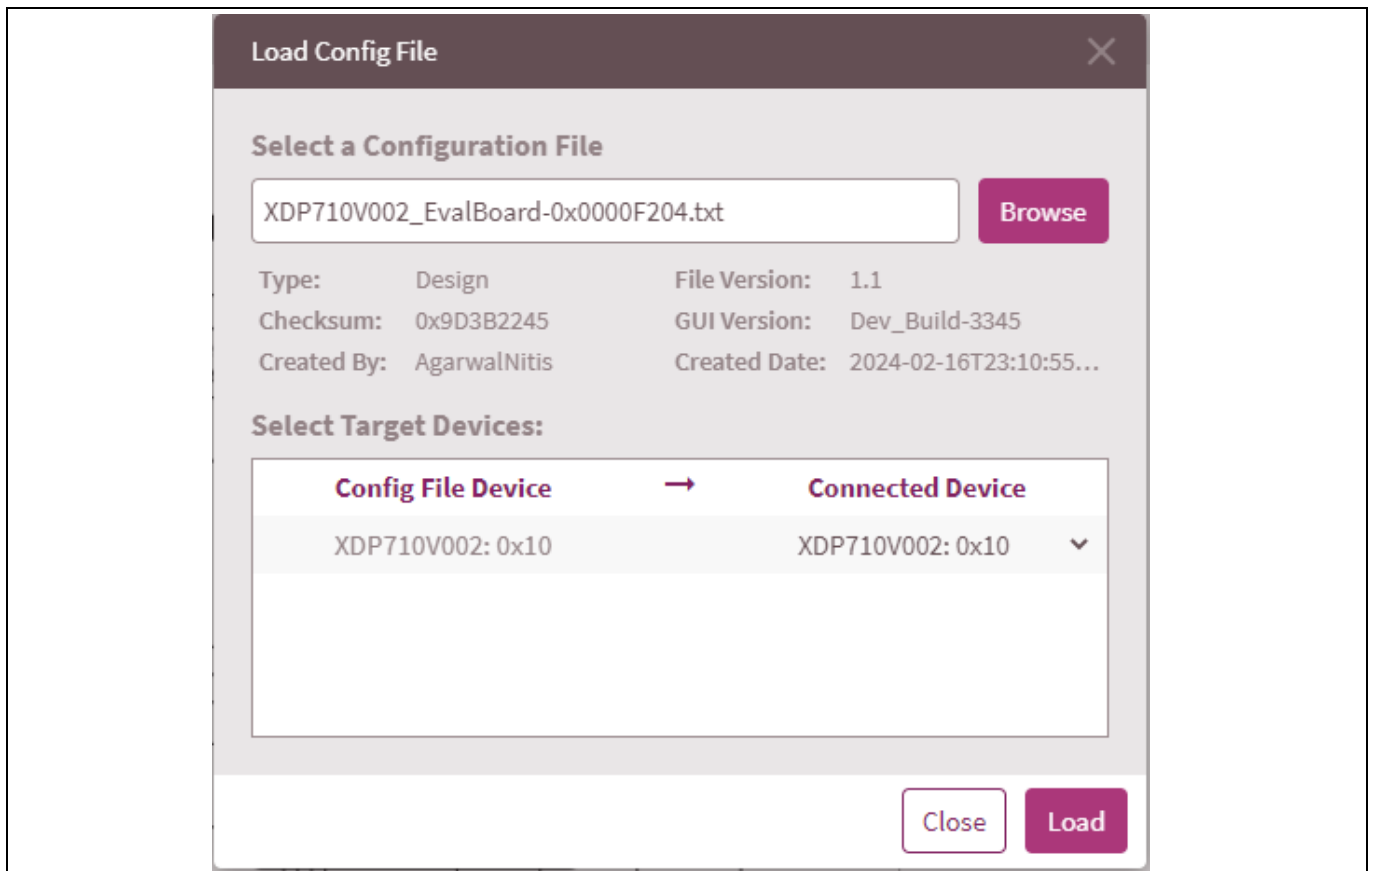 Load Config File
Select a Configuration File
XDP710V002_EvalBoard-0x0000F204.txt Browse
Type: Design File Version: 1.1
Checksum: 0x9D3B2245 GUI Version: Dev_Build-3345
Created By: AgarwalNitis Created Date: 2024-02-16T23:10:55...
Select Target Devices:
Config File Device → Connected Device
XDP710V002: 0x10 XDP710V002: 0x10
Close Load